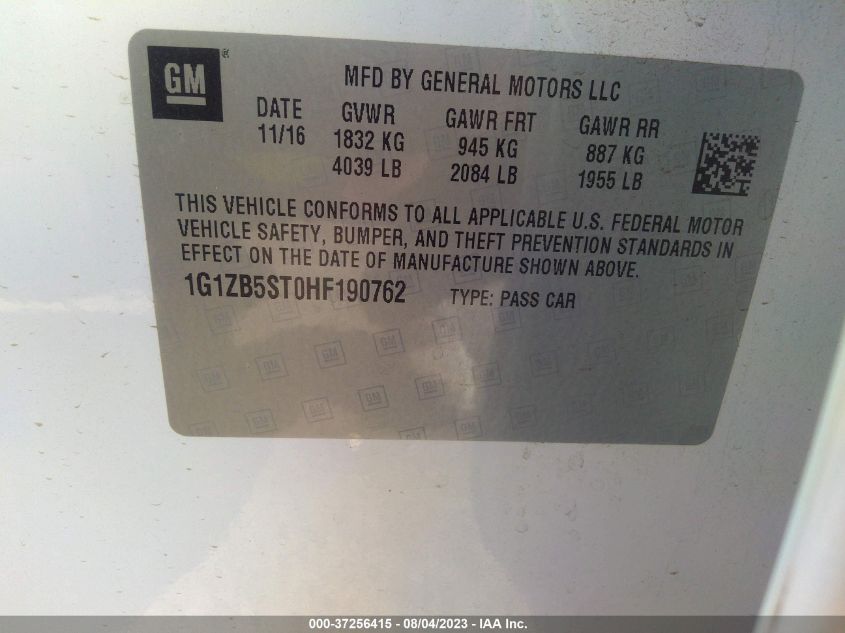 GM ®
MFD BY GENERAL MOTORS LLC
DATE GVWR GAWR FRT GAWR RR
11/16 1832 KG 945 KG 887 KG
4039 LB 2084 LB 1955 LB
THIS VEHICLE CONFORMS TO ALL APPLICABLE U.S. FEDERAL MOTOR
VEHICLE SAFETY, BUMPER, AND THEFT PREVENTION STANDARDS IN
EFFECT ON THE DATE OF MANUFACTURE SHOWN ABOVE.
1G1ZB5ST0HF190762 TYPE: PASS CAR
000-37256415 - 08/04/2023 - IAA Inc.